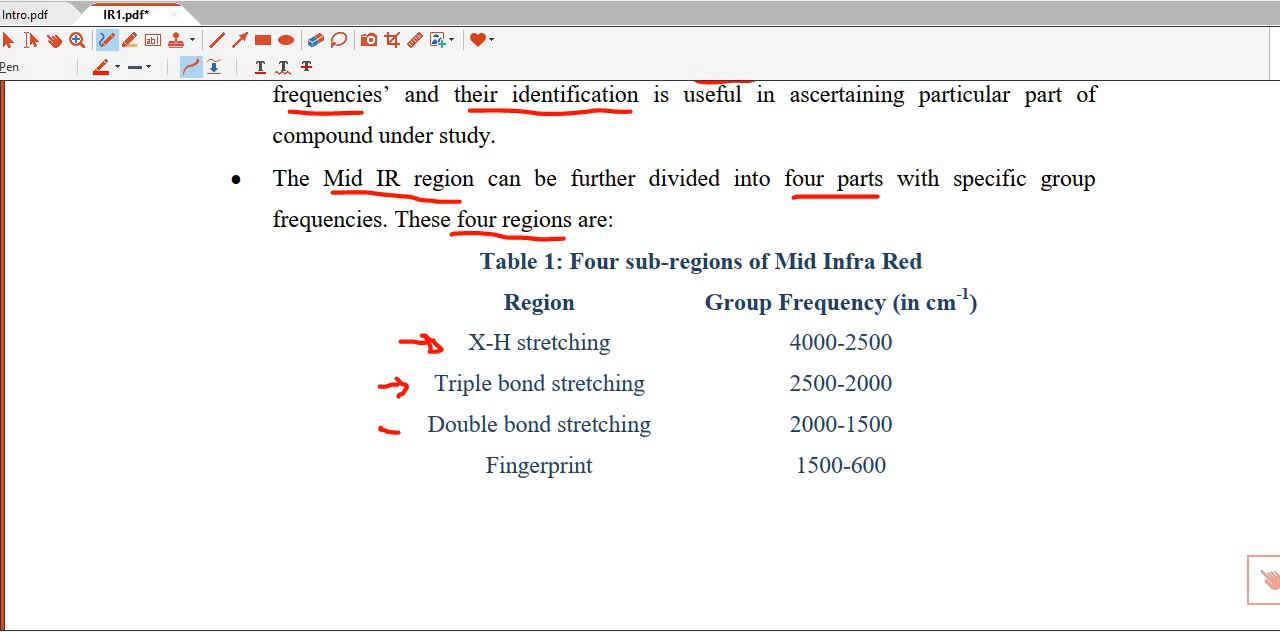 Intro.pdf IR1.pdf*
Pen
frequencies’ and their identification is useful in ascertaining particular part of
compound under study.
• The Mid IR region can be further divided into four parts with specific group
frequencies. These four regions are:
Table 1: Four sub-regions of Mid Infra Red
Region Group Frequency (in cm-1)
X-H stretching 4000-2500
Triple bond stretching 2500-2000
Double bond stretching 2000-1500
Fingerprint 1500-600